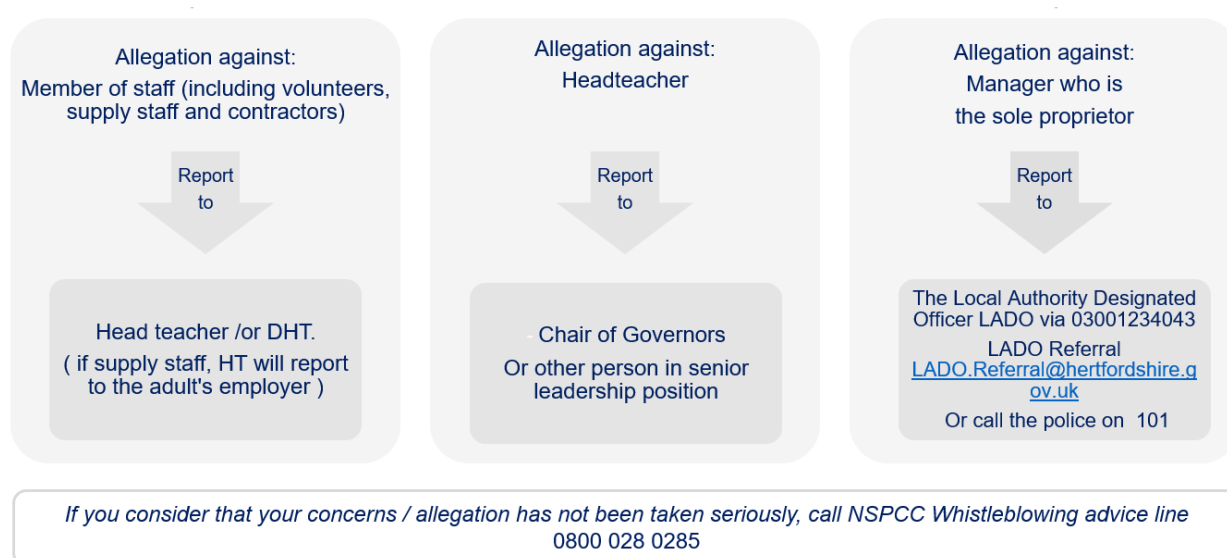 Allegation against:
Member of staff (including volunteers,
supply staff and contractors)
Report
to
Head teacher /or DHT.
( if supply staff, HT will report
to the adult's employer )
Allegation against:
Headteacher
Report
to
- Chair of Governors
Or other person in senior
leadership position
Allegation against:
Manager who is
the sole proprietor
Report
to
The Local Authority Designated
Officer LADO via 03001234043
LADO Referral
LADO.Referral@hertfordshire.g
ov.uk
Or call the police on 101
If you consider that your concerns / allegation has not been taken seriously, call NSPCC Whistleblowing advice line
0800 028 0285